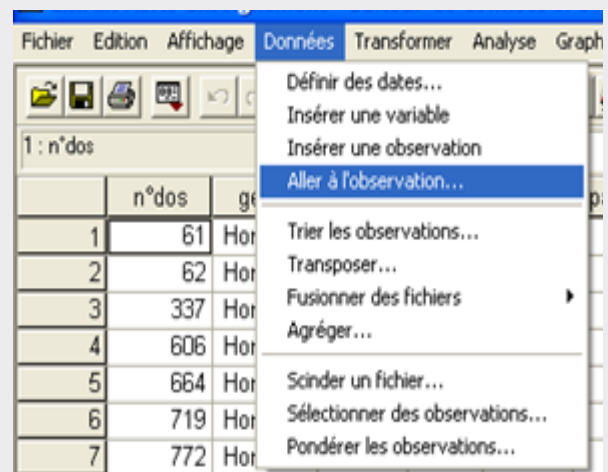 Fichier Edition Affichage Données Transformer Analyse Graph
1 : n°dos
n°dos
1 61 Hor
2 62 Hor
3 337 Hor
4 606 Hor
5 664 Hor
6 719 Hor
7 772 Hor
Définir des dates...
Insérer une variable
Insérer une observation
Aller à l'observation...
Trier les observations...
Transposer...
Fusionner des fichiers
Agréger...
Scinder un fichier...
Sélectionner des observations...
Pondérer les observations...